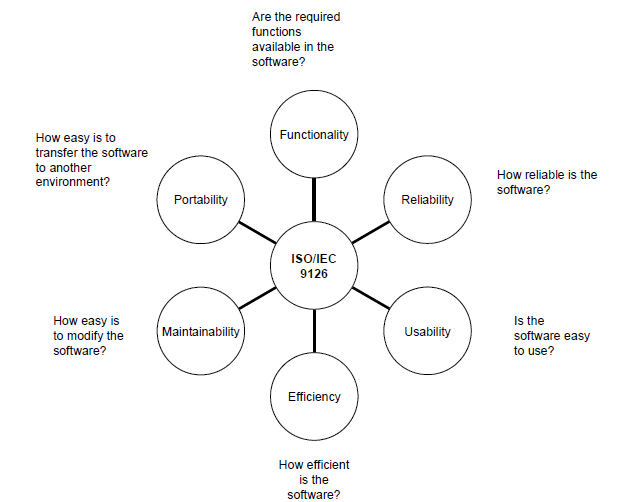 Are the required
functions
available in the
software?
Functionality
How easy is to
transfer the software
to another
environment?
Portability
Reliability
How reliable is the
software?
ISO/IEC
9126
How easy is
to modify the
software?
Maintainability
Usability
Is the
software easy
to use?
Efficiency
How efficient
is the
software?